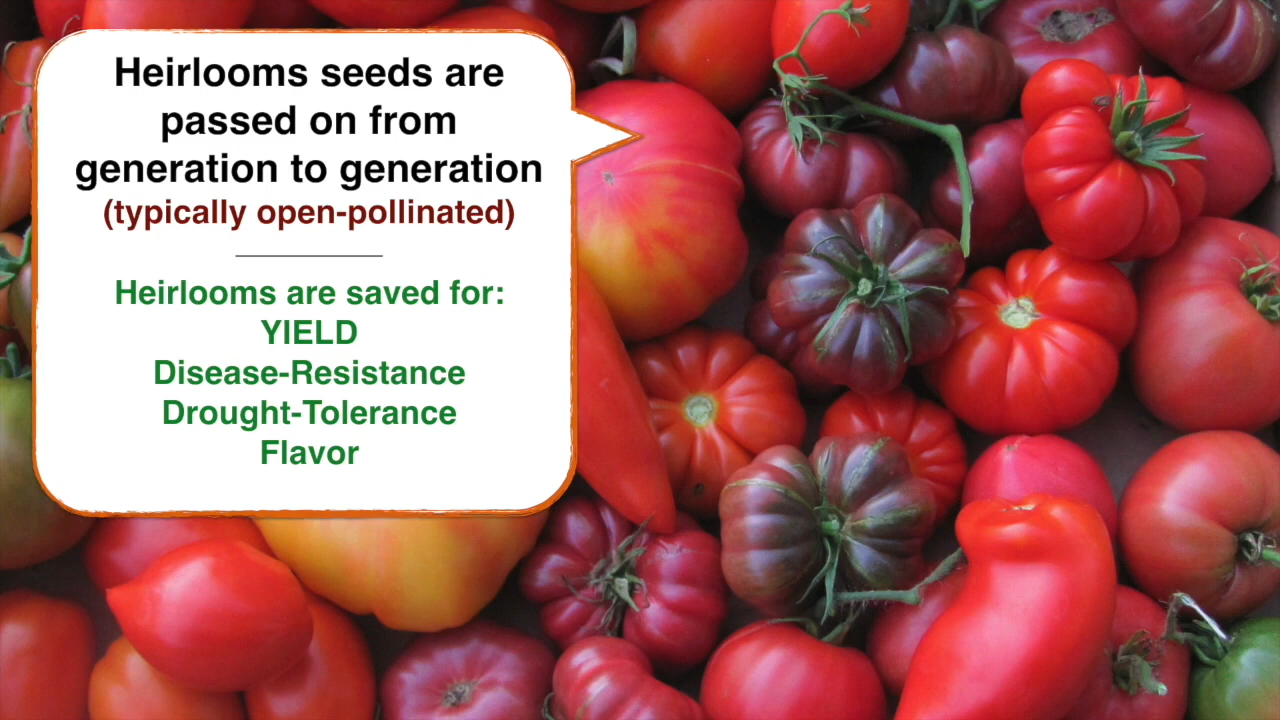 Heirlooms seeds are
passed on from
generation to generation
(typically open-pollinated)
Heirlooms are saved for:
YIELD
Disease-Resistance
Drought-Tolerance
Flavor